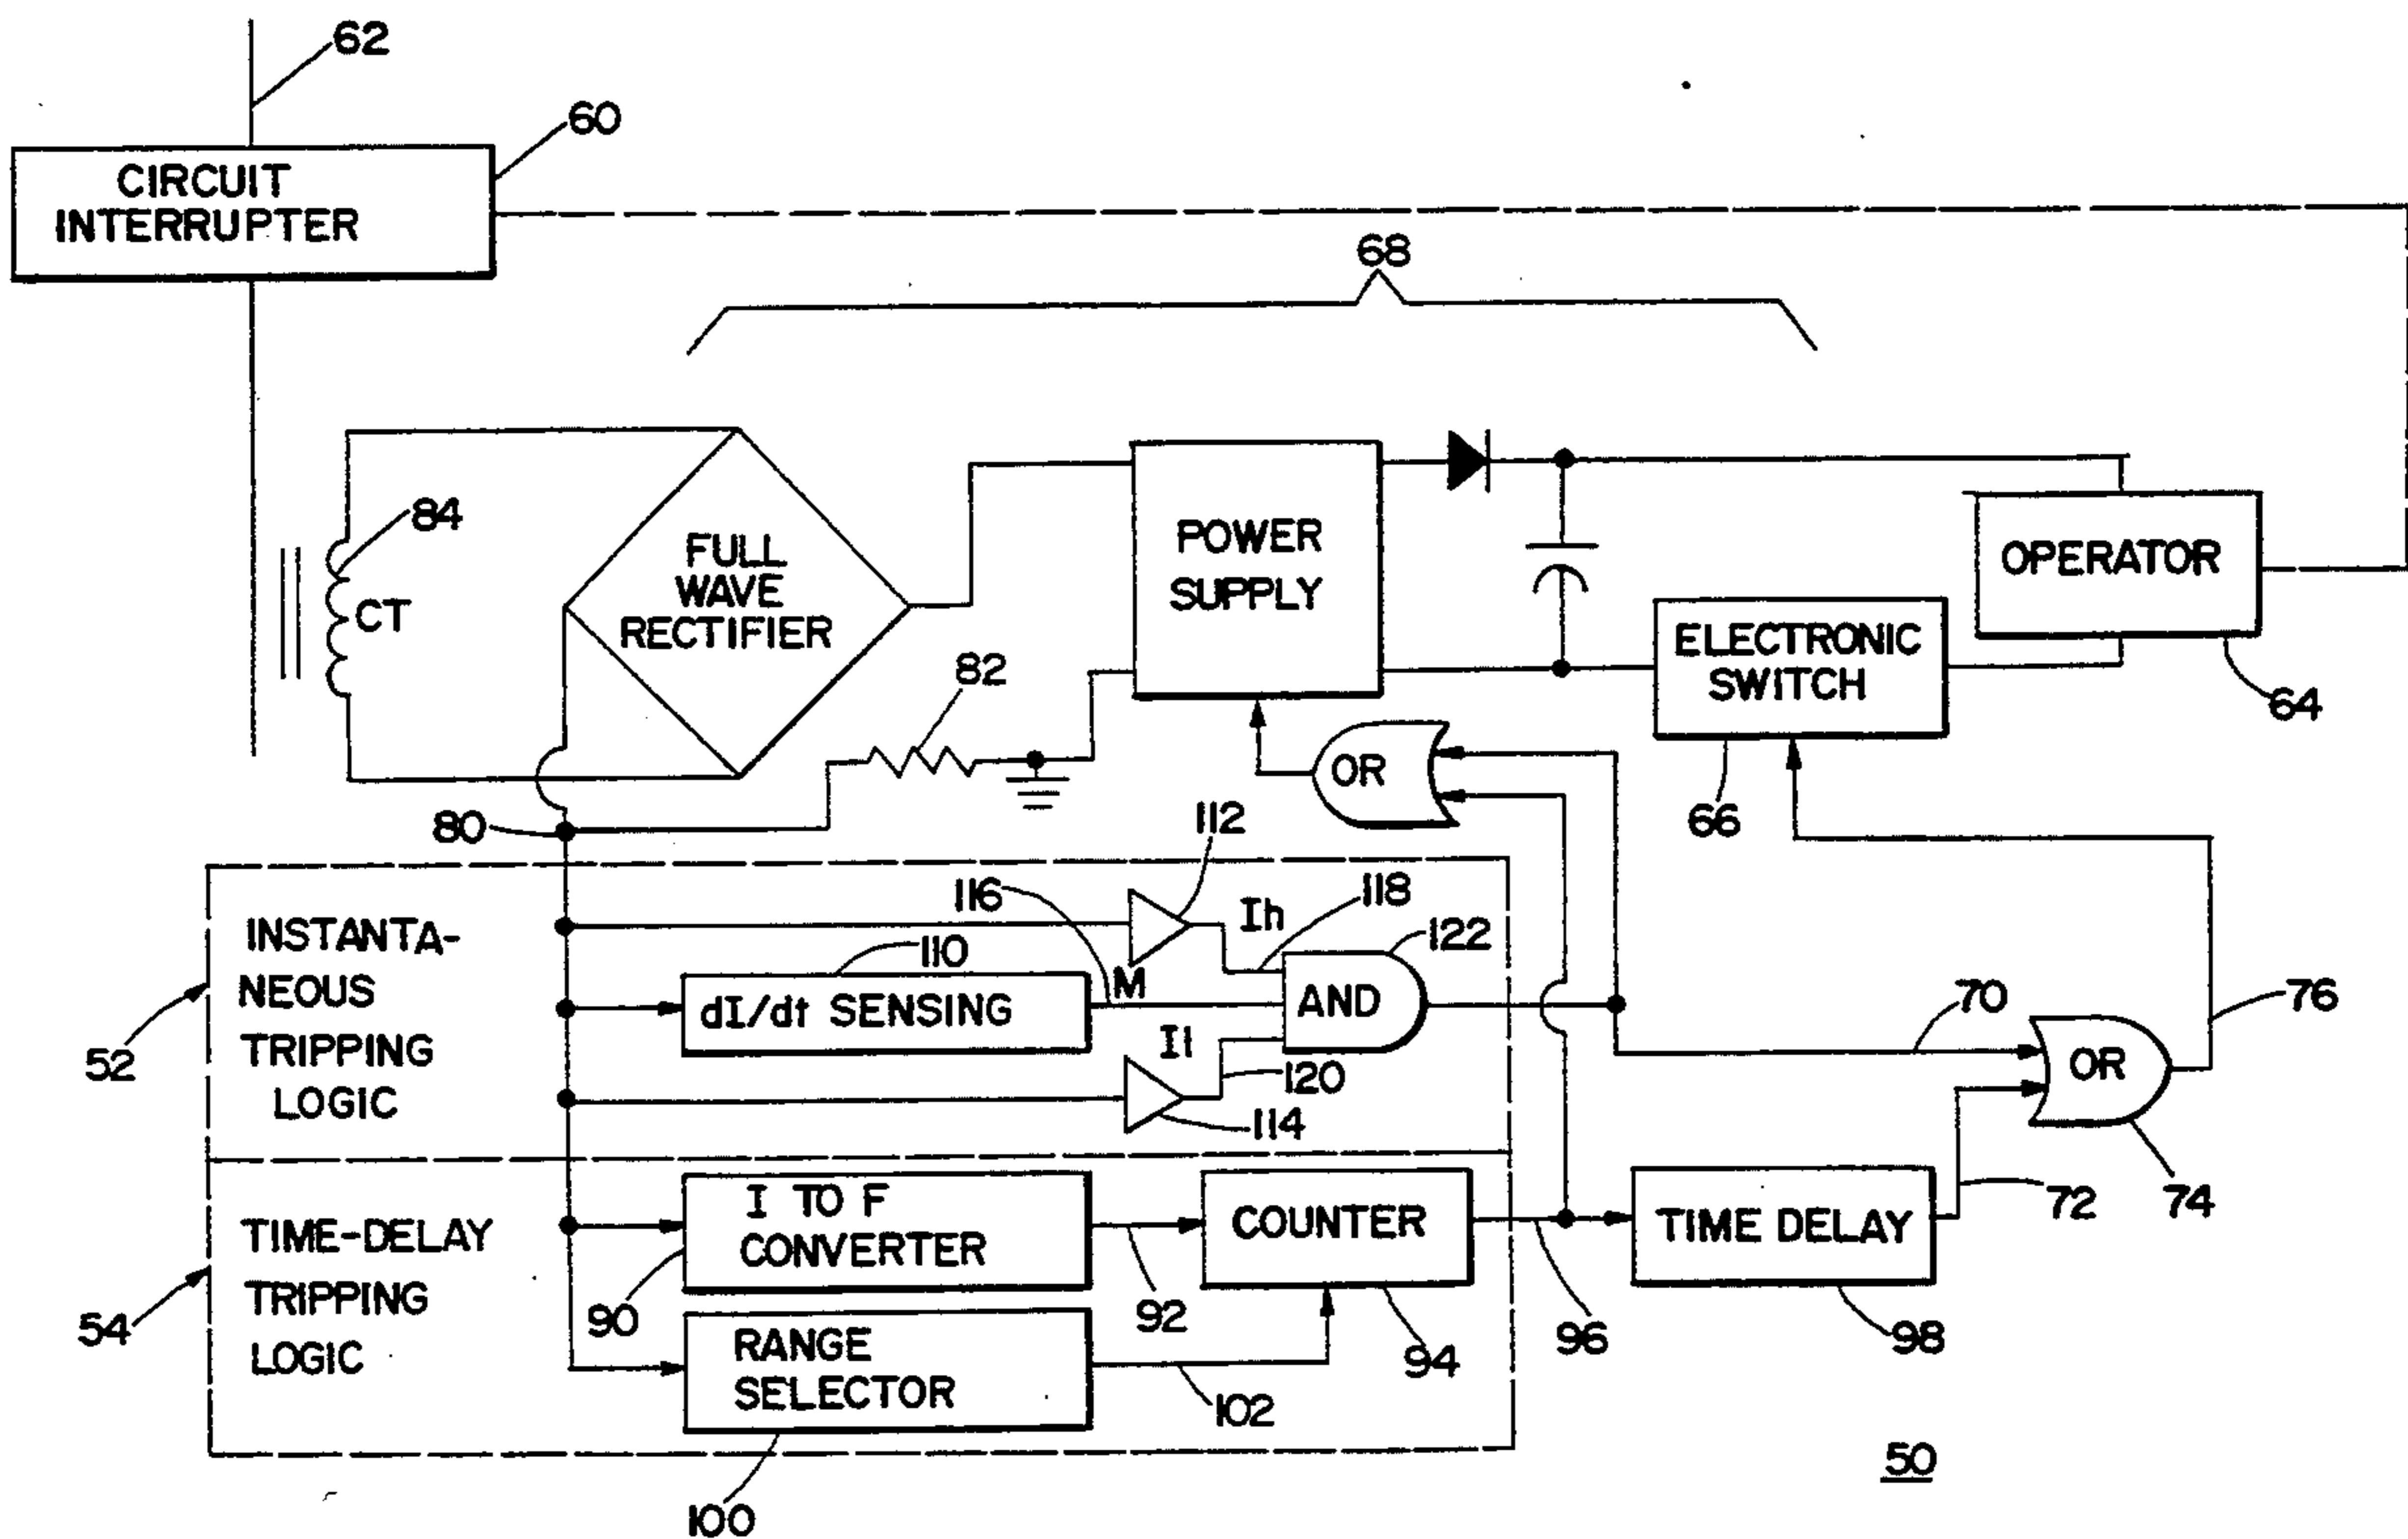 62
60
CIRCUIT
INTERRUPTER
68
84
CT
FULL
WAVE
RECTIFIER
POWER
SUPPLY
OPERATOR
ELECTRONIC
SWITCH
82
64
OR
66
80
112
116
Ih
118
122
INSTANTA-
NEOUS
TRIPPING
LOGIC
110
M
dI/dt SENSING
AND
70
76
52
Il
120
114
OR
I TO F
CONVERTER
COUNTER
TIME DELAY
72
74
TIME-DELAY
TRIPPING
LOGIC
54
90
92
94
96
98
RANGE
SELECTOR
102
100
50